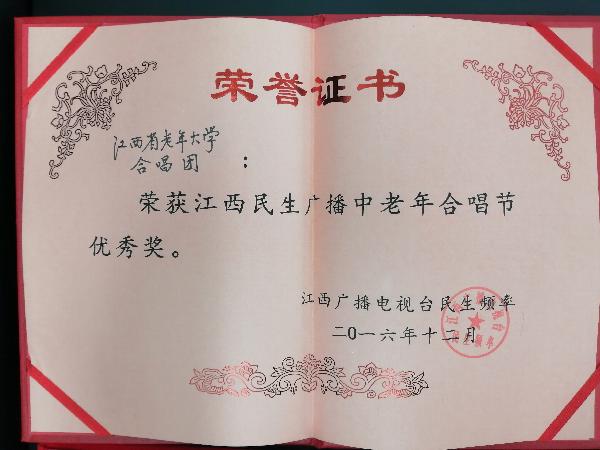 荣誉证书
江西省老年大学
合唱团：
荣获江西民生广播中老年合唱节
优秀奖。
江西广播电视台民生频率
二0一六年十二月